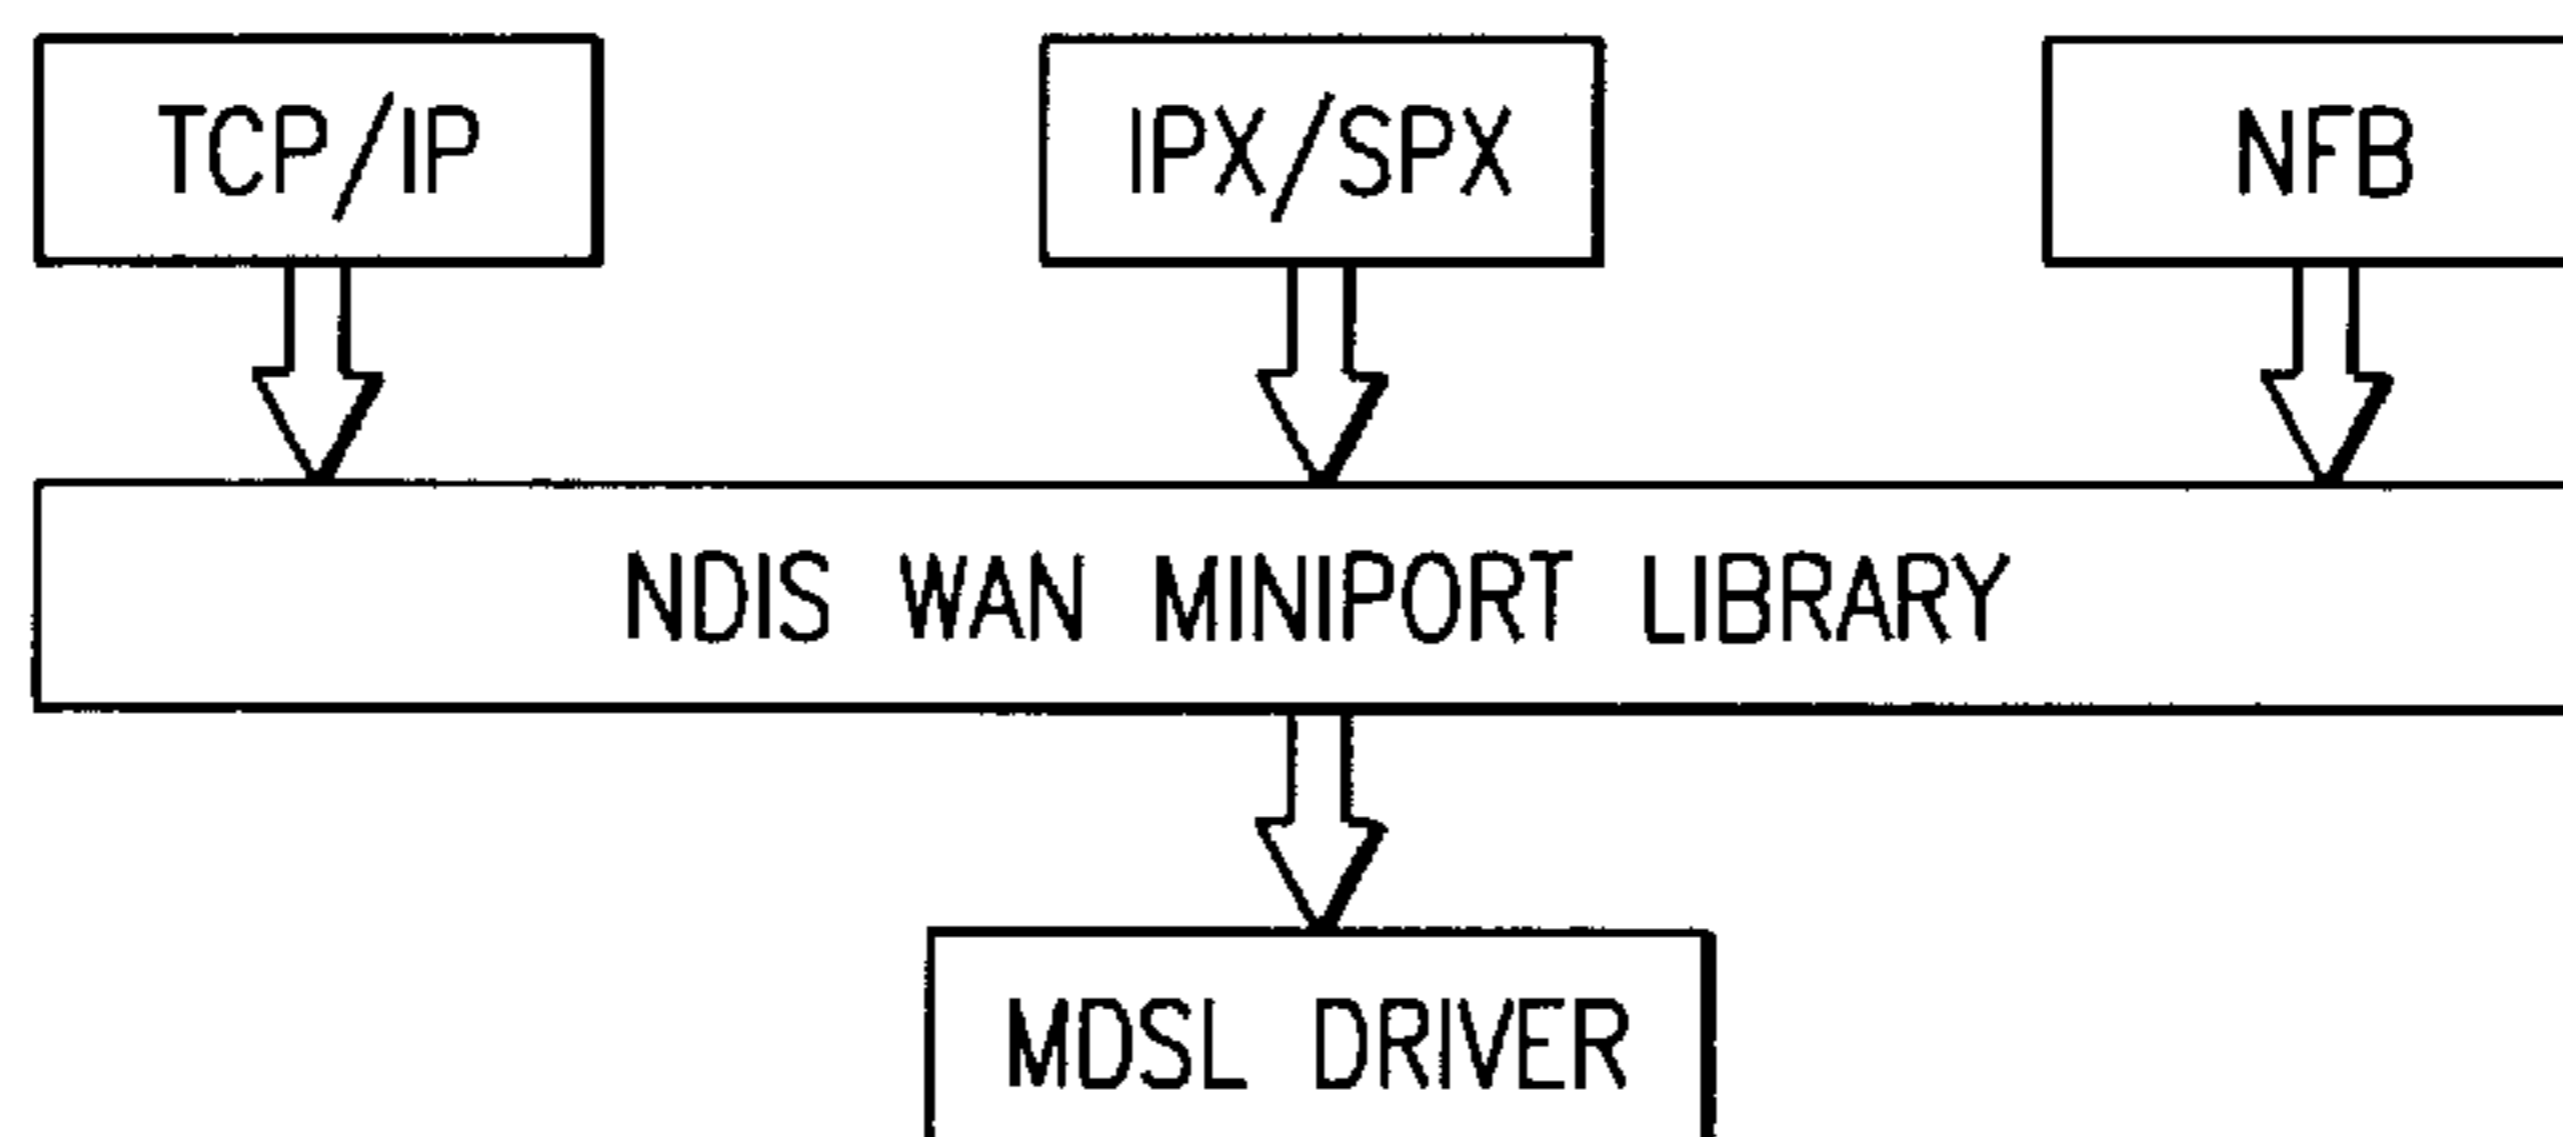 TCP/IP
IPX/SPX
NFB
NDIS WAN MINIPORT LIBRARY
MDSL DRIVER